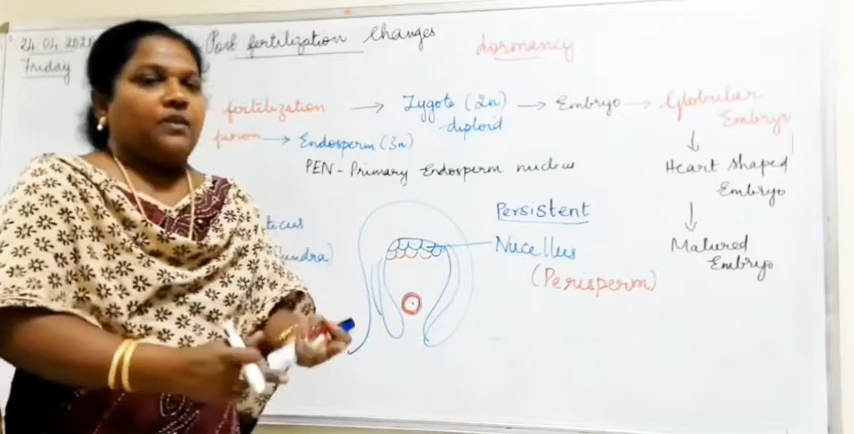 24 04 2020
Friday
Post fertilization Changes
dormancy
fertilization → Zygote (2n) → Embryo → Globular Embryo
diploid
fusion → Endosperm (3n)
PEN - Primary Endosperm nucleus
Heart shaped
Embryo
Matured
Embryo
Persistent
Nucellus
(Perisperm)